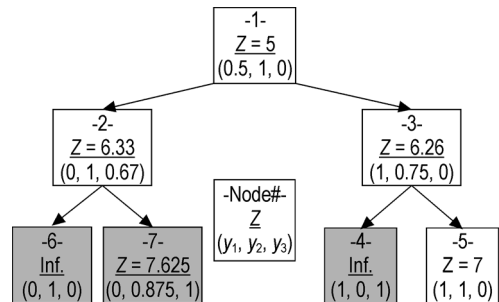 -1-
Z = 5
(0.5, 1, 0)
-2-
Z = 6.33
(0, 1, 0.67)
-3-
Z = 6.26
(1, 0.75, 0)
-Node#-
Z
(y₁, y₂, y₃)
-6-
Inf.
(0, 1, 0)
-7-
Z = 7.625
(0, 0.875, 1)
-4-
Inf.
(1, 0, 1)
-5-
Z = 7
(1, 1, 0)